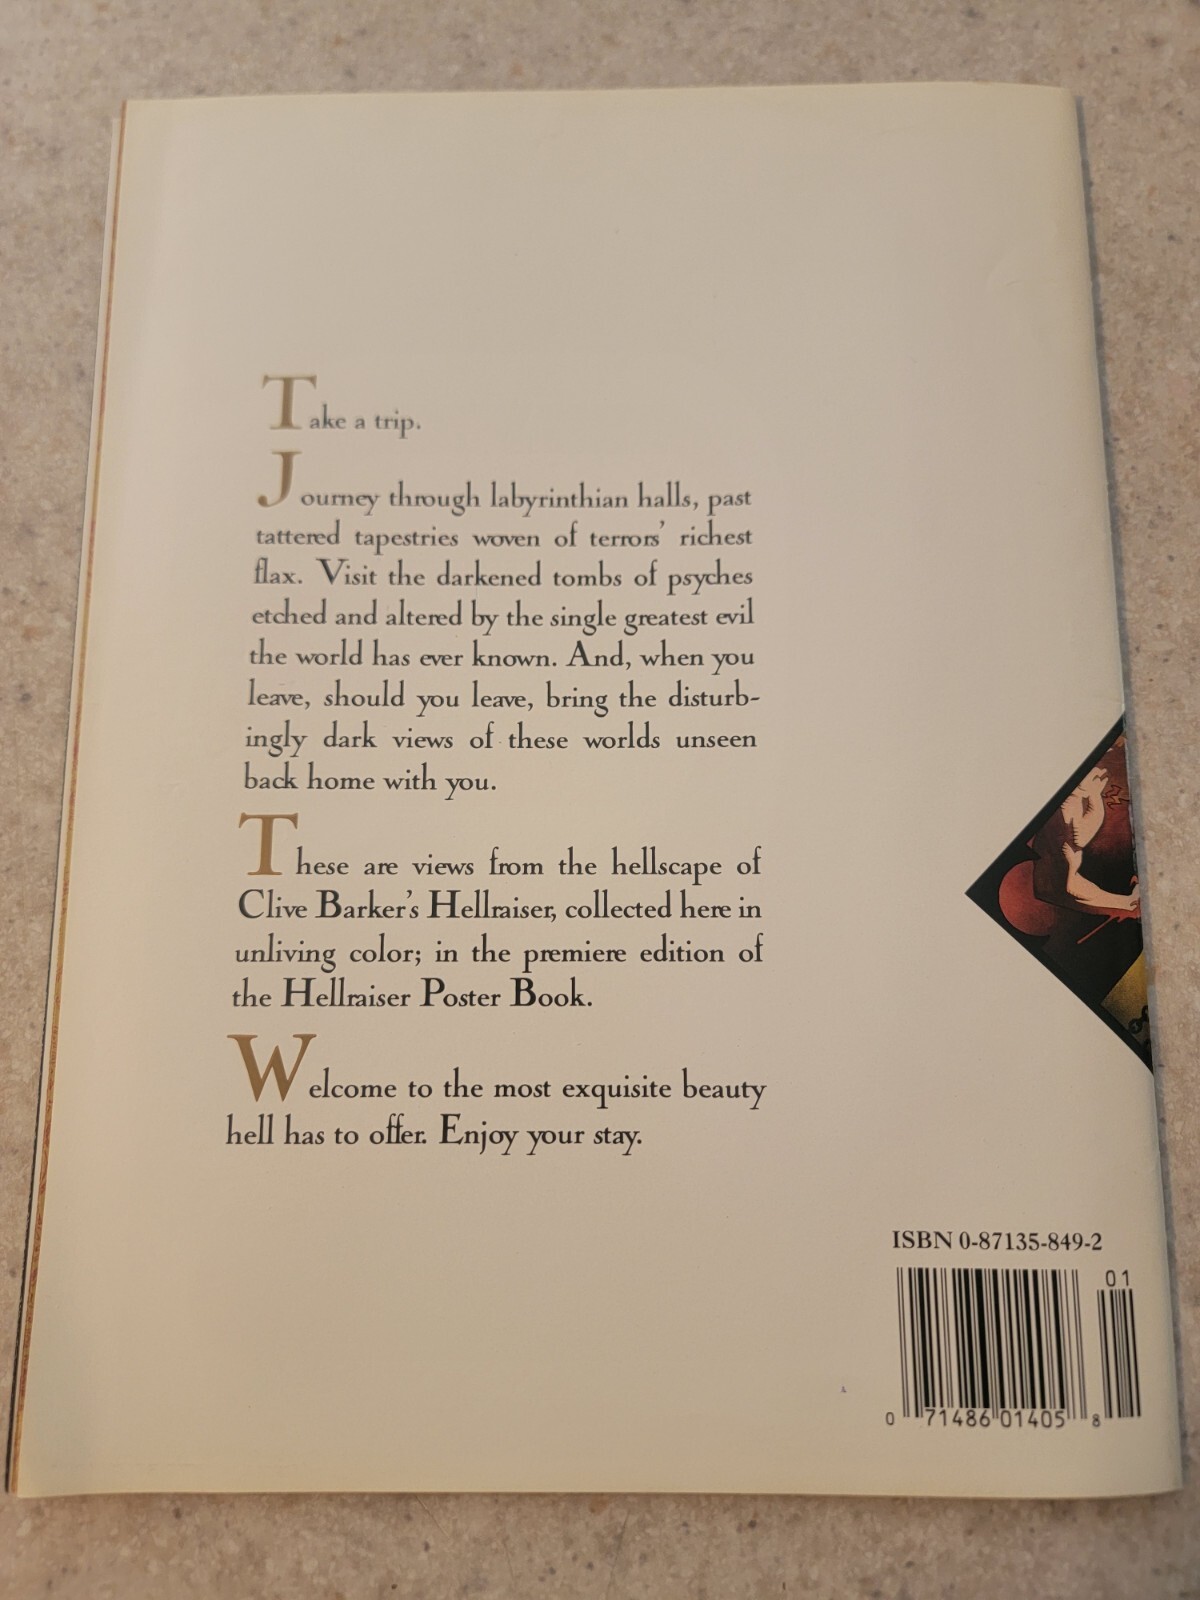 Take a trip.
Journey through labyrinthian halls, past
tattered tapestries woven of terrors' richest
flax. Visit the darkened tombs of psyches
etched and altered by the single greatest evil
the world has ever known. And, when you
leave, should you leave, bring the disturb-
ingly dark views of these worlds unseen
back home with you.
These are views from the hellscape of
Clive Barker's Hellraiser, collected here in
unliving color; in the premiere edition of
the Hellraiser Poster Book.
Welcome to the most exquisite beauty
hell has to offer. Enjoy your stay.
ISBN 0-87135-849-2
01
0 71486 01405 8